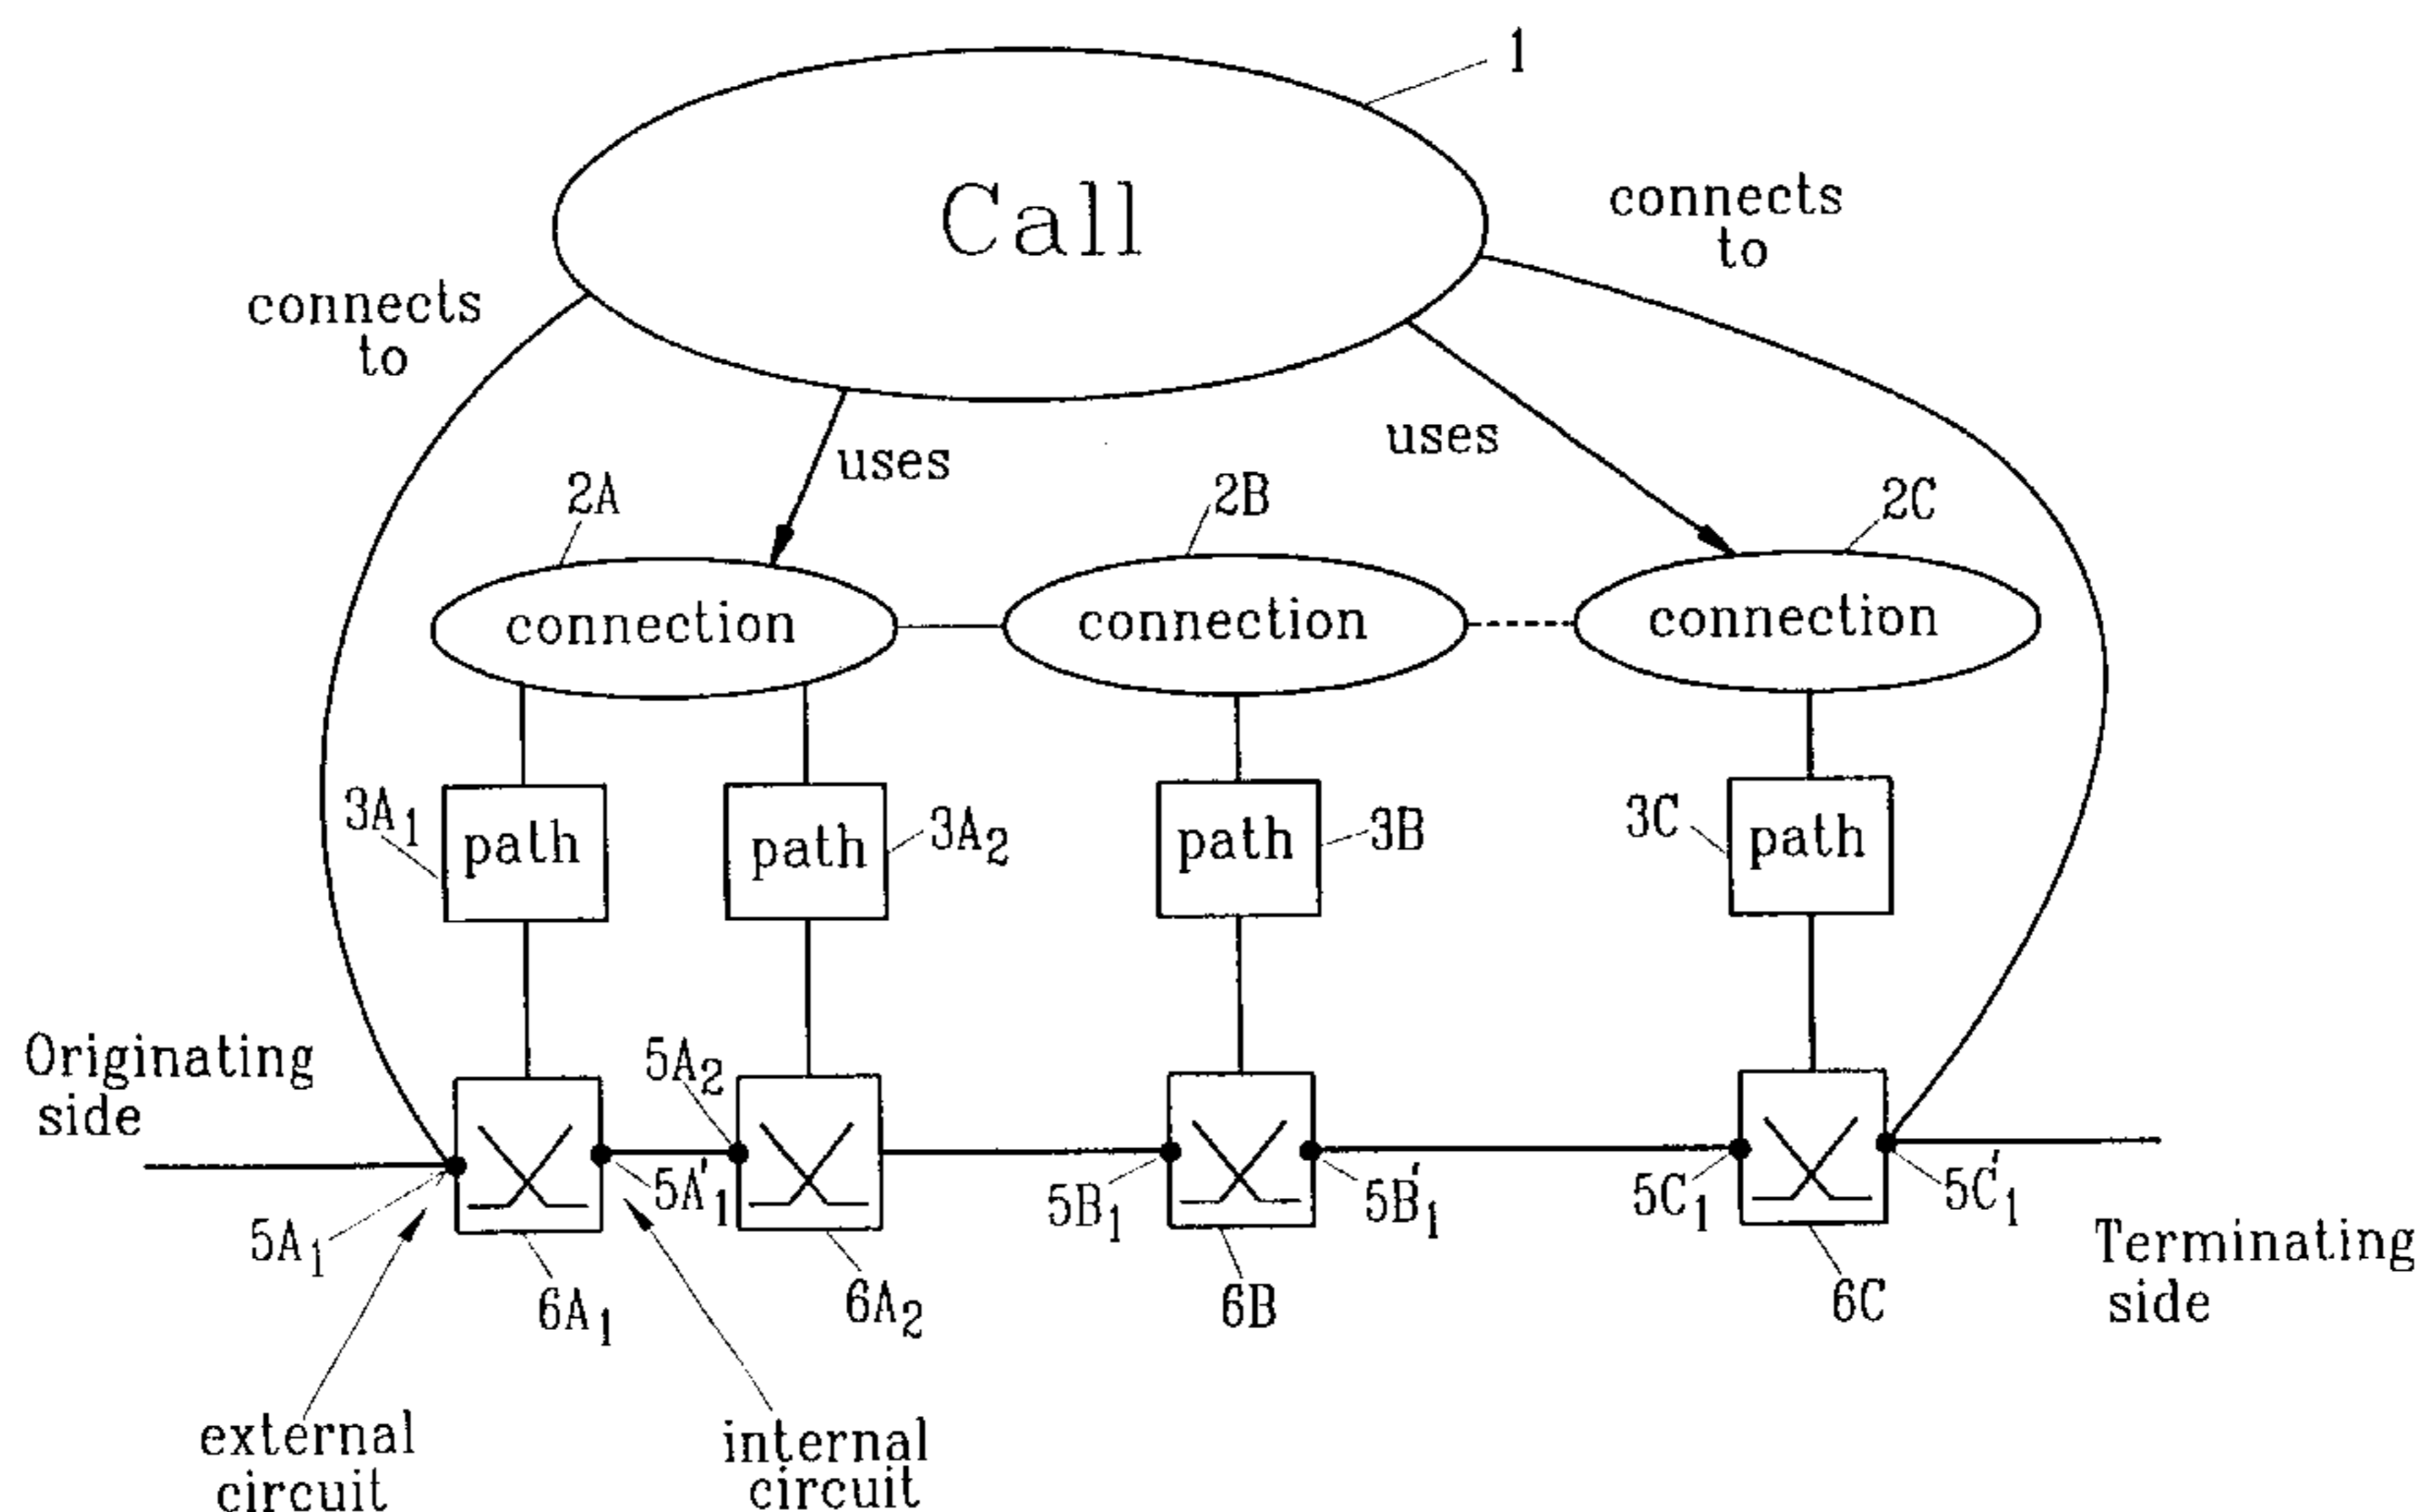 1
Call
connects
to
connects
to
uses
uses
2A
2B
2C
connection
connection
connection
3A₁
path
path
3A₂
path
3B
3C
path
Originating
side
5A₂
5A₁
5A'₁
5B₁
5B'₁
5C₁
5C'₁
Terminating
side
6A₁
6A₂
6B
6C
external
circuit
internal
circuit